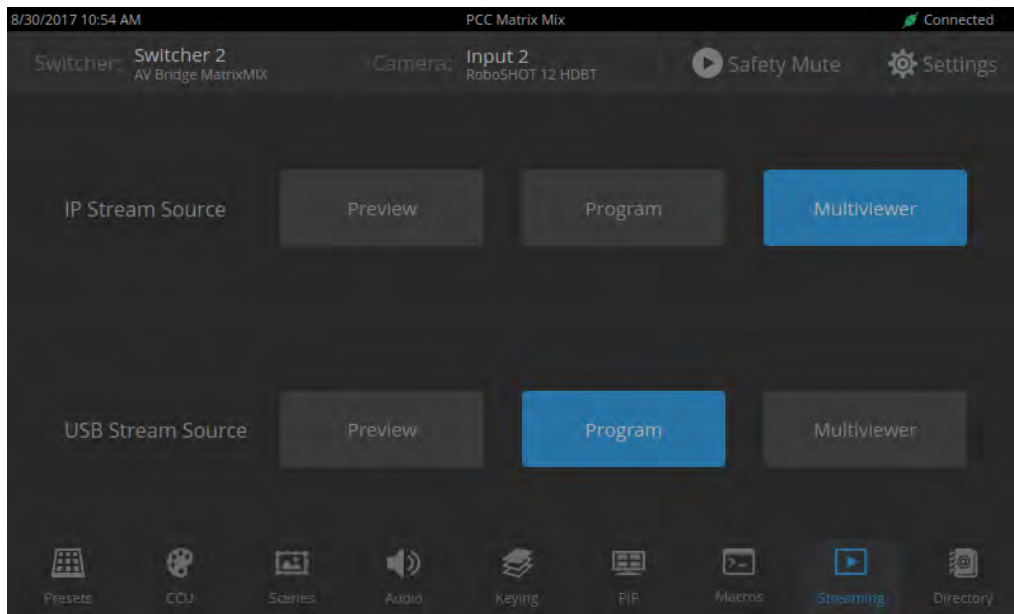 8/30/2017 10:54 AM PCC Matrix Mix Connected
Switcher: Switcher 2 Camera: Input 2 Safety Mute Settings
AV Bridge MatrixMIX RoboSHOT 12 HDBT
IP Stream Source Preview Program Multiviewer
USB Stream Source Preview Program Multiviewer
Presets CCU Scenes Audio Keying PIP Macros Streaming Directory